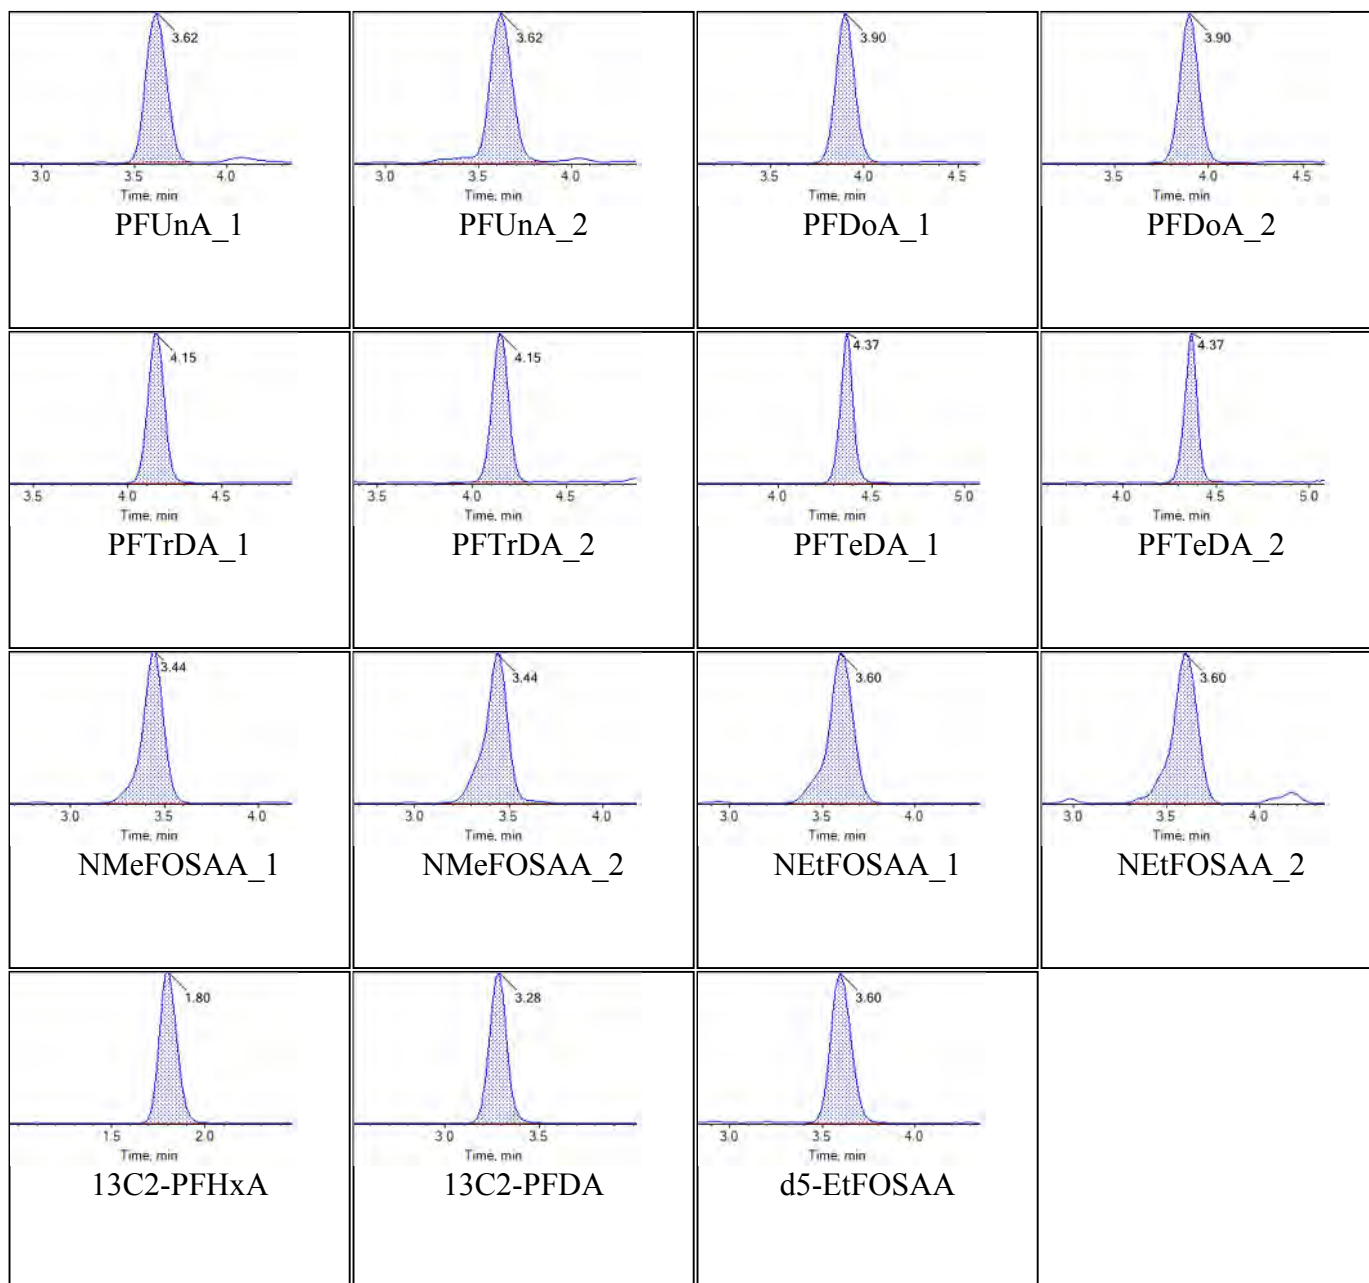 3.62
3.0 3.5 4.0
Time, min
PFUnA_1
3.62
3.0 3.5 4.0
Time, min
PFUnA_2
3.90
3.5 4.0 4.5
Time, min
PFDoA_1
3.90
3.5 4.0 4.5
Time, min
PFDoA_2
4.15
3.5 4.0 4.5
Time, min
PFTrDA_1
4.15
3.5 4.0 4.5
Time, min
PFTrDA_2
4.37
4.0 4.5 5.0
Time, min
PFTeDA_1
4.37
4.0 4.5 5.0
Time, min
PFTeDA_2
3.44
3.0 3.5 4.0
Time, min
NMeFOSAA_1
3.44
3.0 3.5 4.0
Time, min
NMeFOSAA_2
3.60
3.0 3.5 4.0
Time, min
NEtFOSAA_1
3.60
3.0 3.5 4.0
Time, min
NEtFOSAA_2
1.80
1.5 2.0
Time, min
13C2-PFHxA
3.28
3.0 3.5
Time, min
13C2-PFDA
3.60
3.0 3.5 4.0
Time, min
d5-EtFOSAA